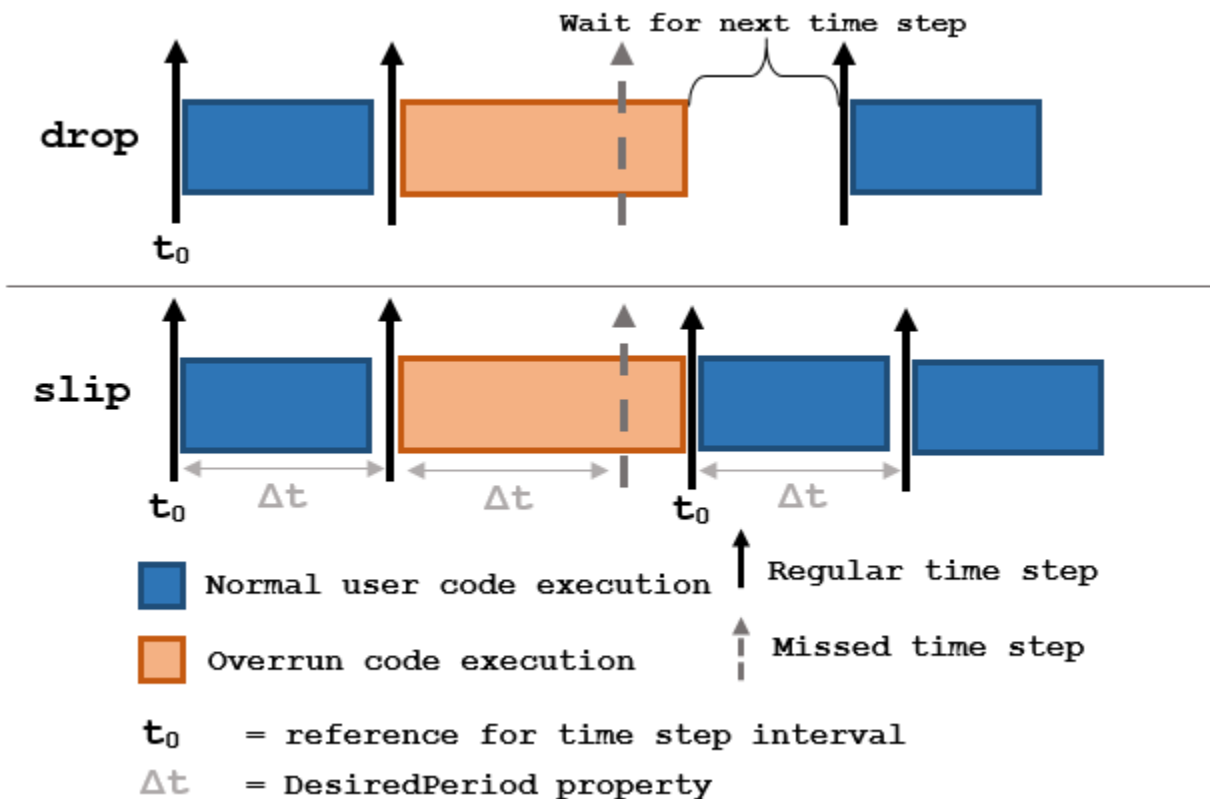 Wait for next time step
drop
t₀
slip
Δt
Δt
Δt
t₀
t₀
Normal user code execution
Regular time step
Overrun code execution
Missed time step
t₀ = reference for time step interval
Δt = DesiredPeriod property